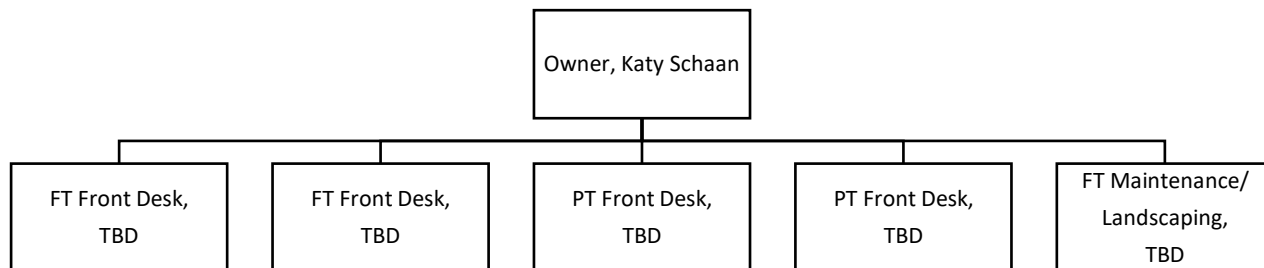 Owner, Katy Schaan
FT Front Desk,
TBD
FT Front Desk,
TBD
PT Front Desk,
TBD
PT Front Desk,
TBD
FT Maintenance/
Landscaping,
TBD